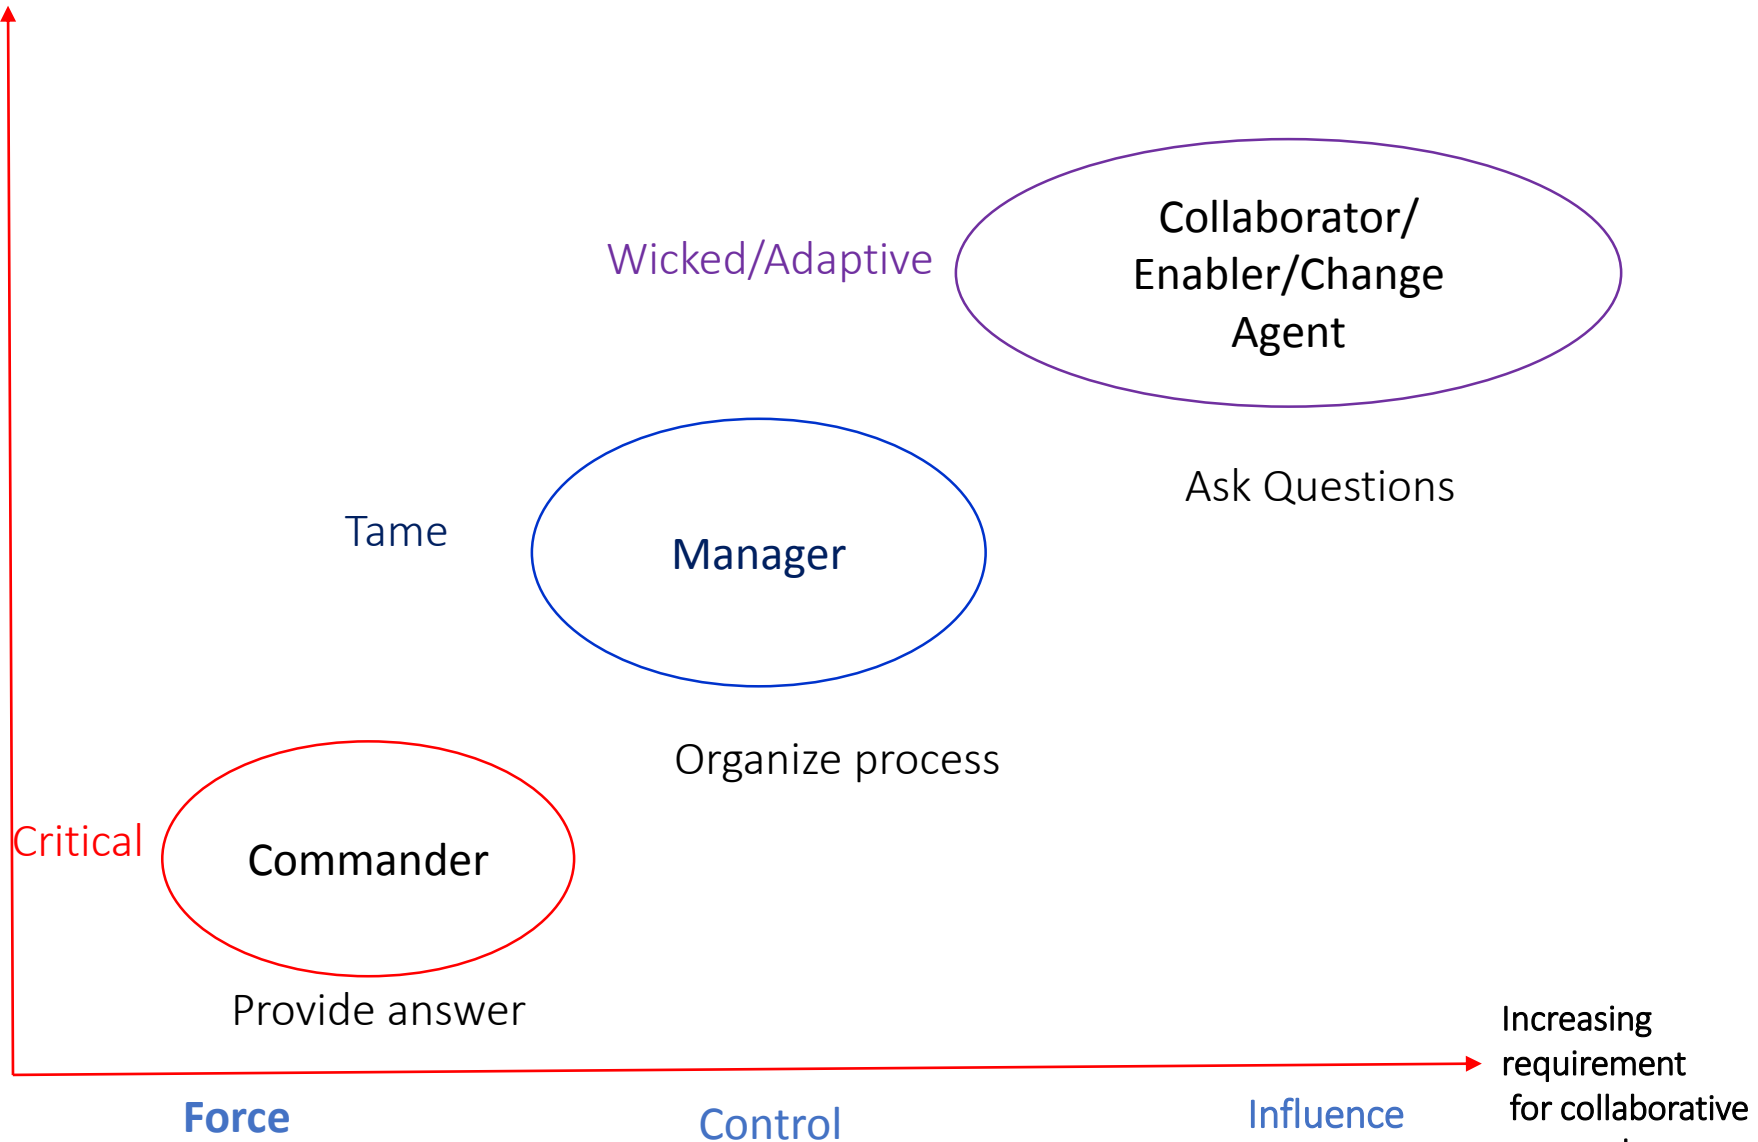 Collaborator/
Enabler/Change
Agent
Wicked/Adaptive
Ask Questions
Tame
Manager
Organize process
Critical
Commander
Provide answer
Increasing
requirement
for collaborative
Force
Control
Influence